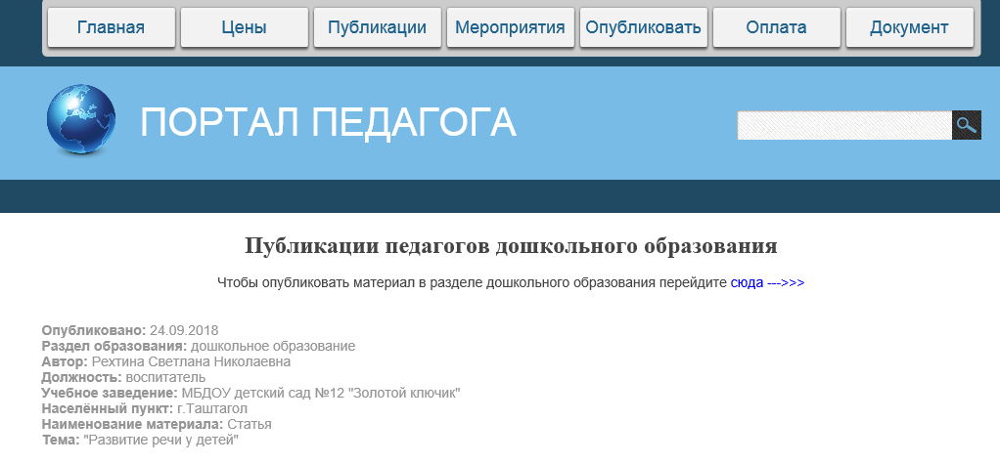 Главная Цены Публикации Мероприятия Опубликовать Оплата Документ
ПОРТАЛ ПЕДАГОГА
Публикации педагогов дошкольного образования
Чтобы опубликовать материал в разделе дошкольного образования перейдите сюда --->>>
Опубликовано: 24.09.2018
Раздел образования: дошкольное образование
Автор: Рехтина Светлана Николаевна
Должность: воспитатель
Учебное заведение: МБДОУ детский сад №12 "Золотой ключик"
Населённый пункт: г.Таштагол
Наименование материала: Статья
Тема: "Развитие речи у детей"